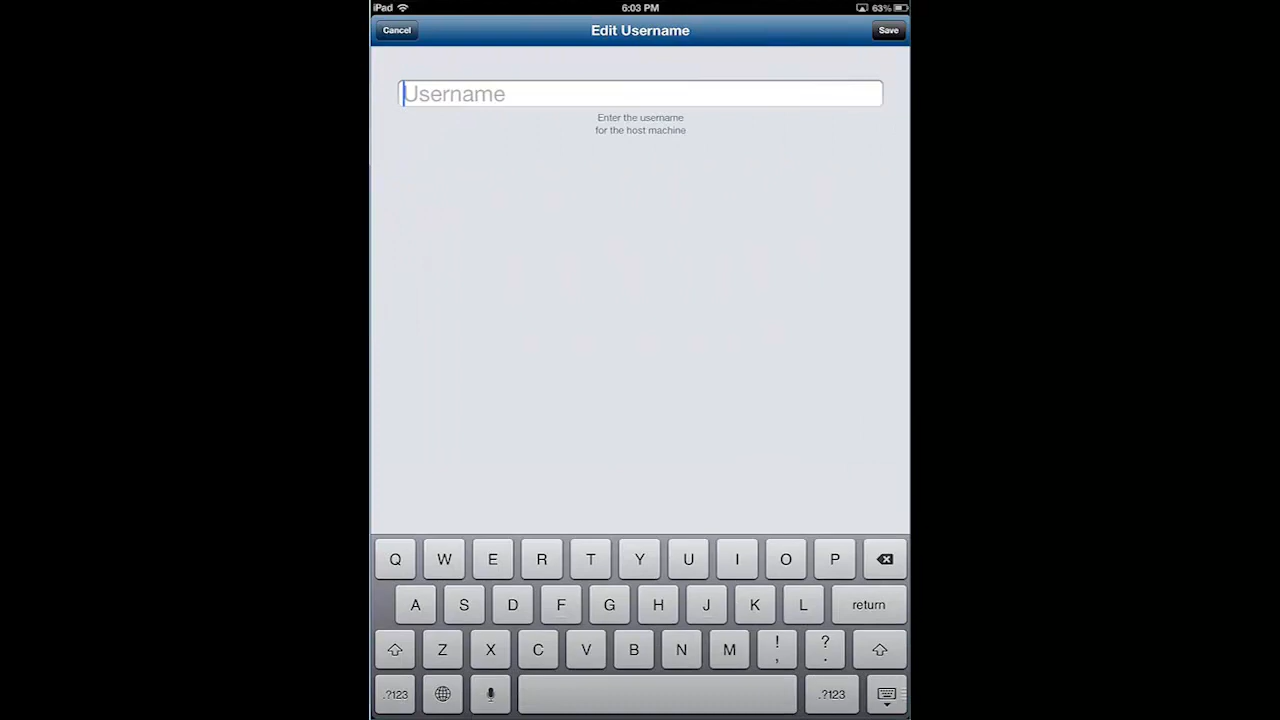 iPad 6:03 PM 63%
Cancel Edit Username Save
Username
Enter the username
for the host machine
Q W E R T Y U I O P
A S D F G H J K L return
Z X C V B N M ! , ? .
.?123 .?123